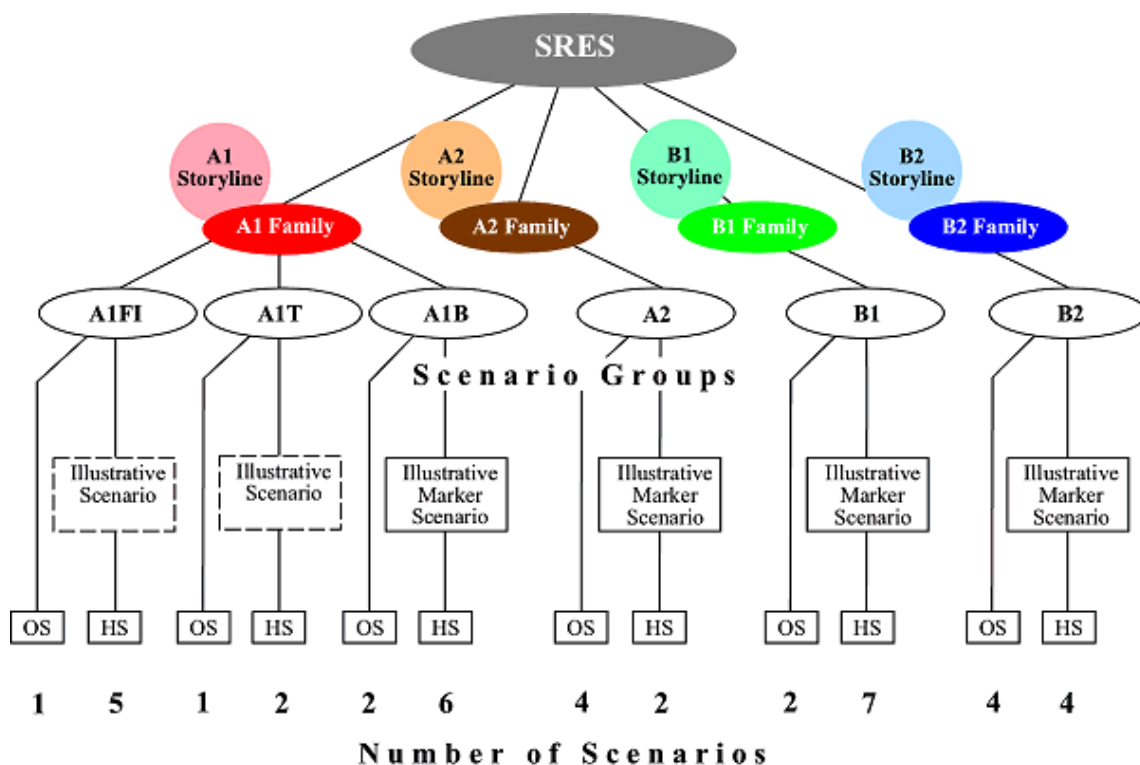 SRES
A1
Storyline
A2
Storyline
B1
Storyline
B2
Storyline
A1 Family
A2 Family
B1 Family
B2 Family
A1FI
A1T
A1B
A2
B1
B2
Scenario Groups
Illustrative
Scenario
Illustrative
Scenario
Illustrative
Marker
Scenario
Illustrative
Marker
Scenario
Illustrative
Marker
Scenario
Illustrative
Marker
Scenario
OS
HS
OS
HS
OS
HS
OS
HS
OS
HS
OS
HS
1 5 1 2 2 6 4 2 2 7 4 4
Number of Scenarios